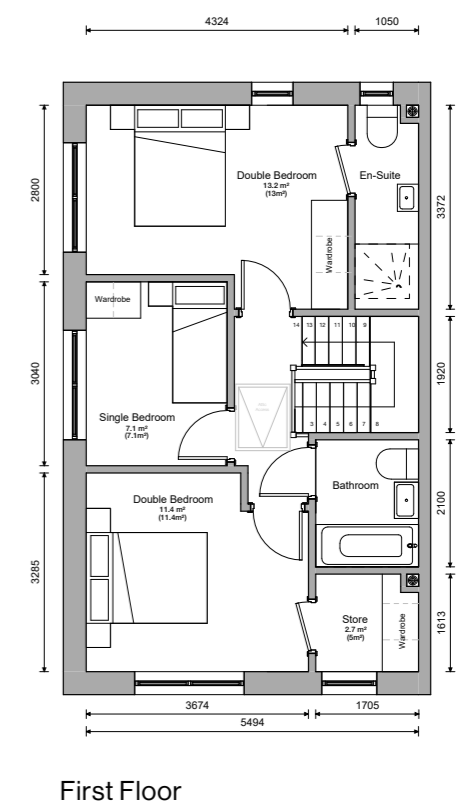 4324
1050
Double Bedroom
13.2 m²
(13m²)
En-Suite
2800
3372
Wardrobe
Wardrobe
14 13 12 11 10 9
3040
1920
Single Bedroom
7.1 m²
(7.1m²)
3 4 5 6 7 8
Double Bedroom
11.4 m²
(11.4m²)
Bathroom
2100
3285
Store
2.7 m²
(5m²)
Wardrobe
1613
3674
1705
5494
First Floor